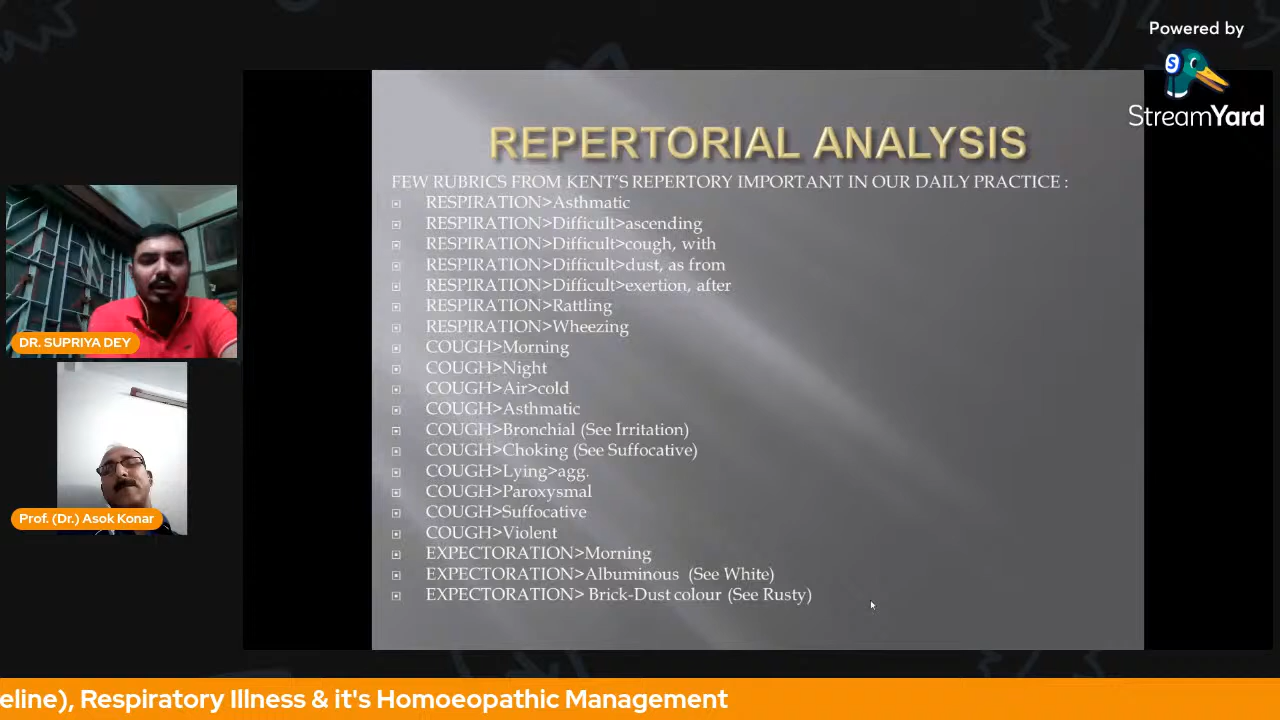 Powered by
StreamYard
REPERTORIAL ANALYSIS
FEW RUBRICS FROM KENT'S REPERTORY IMPORTANT IN OUR DAILY PRACTICE :
RESPIRATION>Asthmatic
RESPIRATION>Difficult>ascending
RESPIRATION>Difficult>cough, with
RESPIRATION>Difficult>dust, as from
RESPIRATION>Difficult>exertion, after
RESPIRATION>Rattling
RESPIRATION>Wheezing
COUGH>Morning
COUGH>Night
COUGH>Air>cold
COUGH>Asthmatic
COUGH>Bronchial (See Irritation)
COUGH>Choking (See Suffocative)
COUGH>Lying>agg.
COUGH>Paroxysmal
COUGH>Suffocative
COUGH>Violent
EXPECTORATION>Morning
EXPECTORATION>Albuminous (See White)
EXPECTORATION> Brick-Dust colour (See Rusty)
DR. SUPRIYA DEY
Prof. (Dr.) Asok Konar
eline), Respiratory Illness & it's Homoeopathic Management